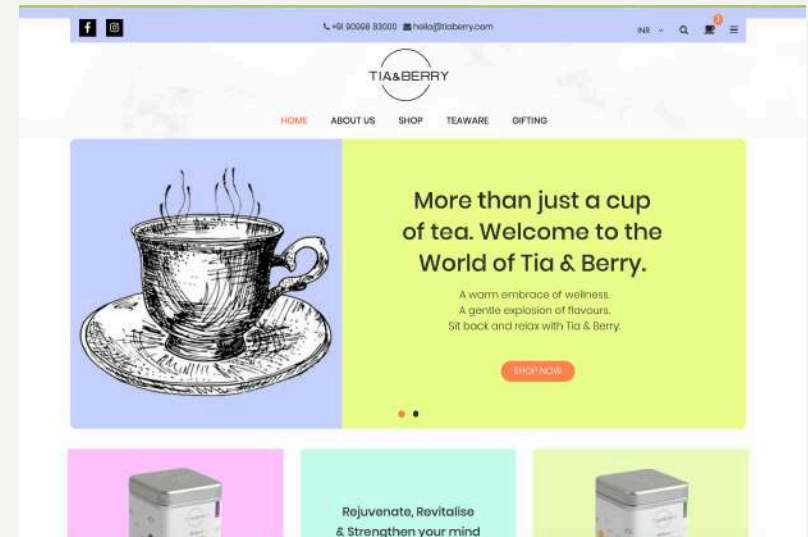 +91 90998 83000 hello@tiaberry.com
INR
1
TIA&BERRY
HOME ABOUT US SHOP TEAWARE GIFTING
More than just a cup
of tea. Welcome to the
World of Tia & Berry.
A warm embrace of wellness.
A gentle explosion of flavours.
Sit back and relax with Tia & Berry.
SHOP NOW
Rejuvenate, Revitalise
& Strengthen your mind